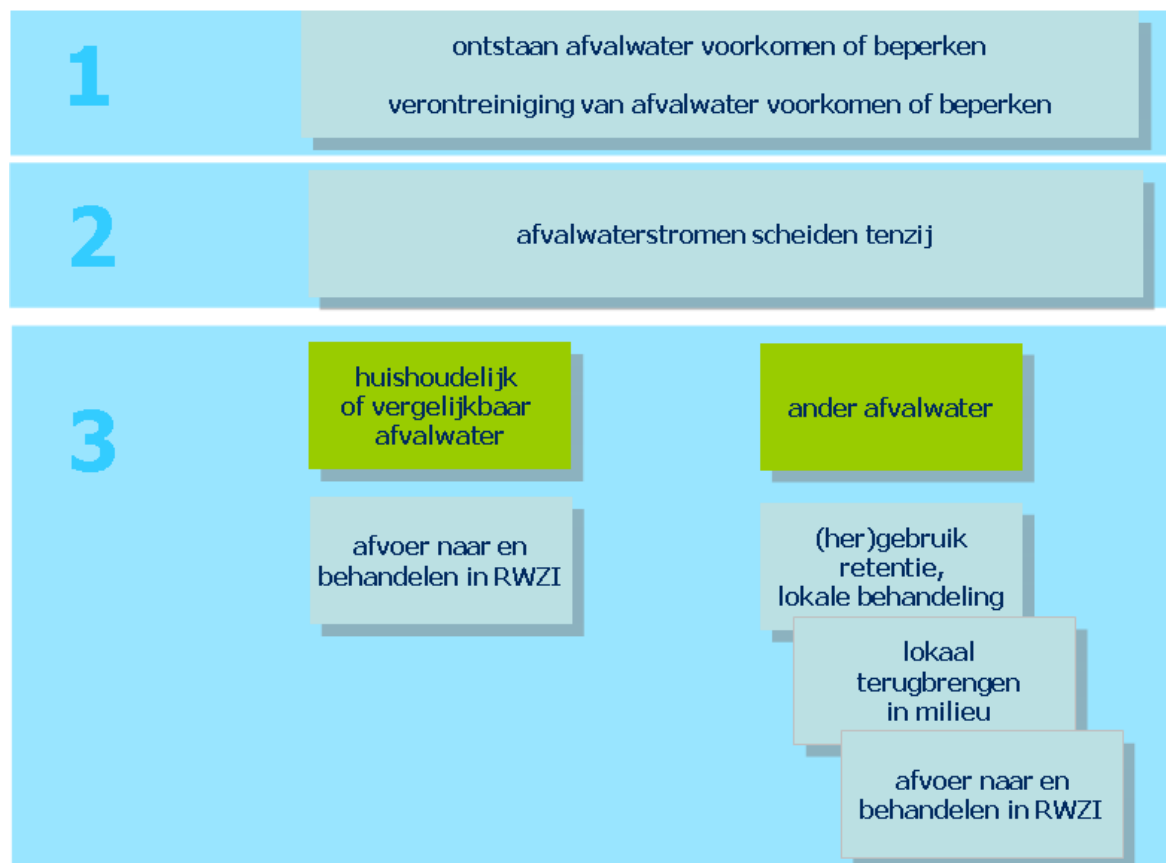 1
ontstaan afvalwater voorkomen of beperken
verontreiniging van afvalwater voorkomen of beperken
2
afvalwaterstromen scheiden tenzij
3
huishoudelijk
of vergelijkbaar
afvalwater
afvoer naar en
behandelen in RWZI
ander afvalwater
(her)gebruik
retentie,
lokale behandeling
lokaal
terugbrengen
in milieu
afvoer naar en
behandelen in RWZI